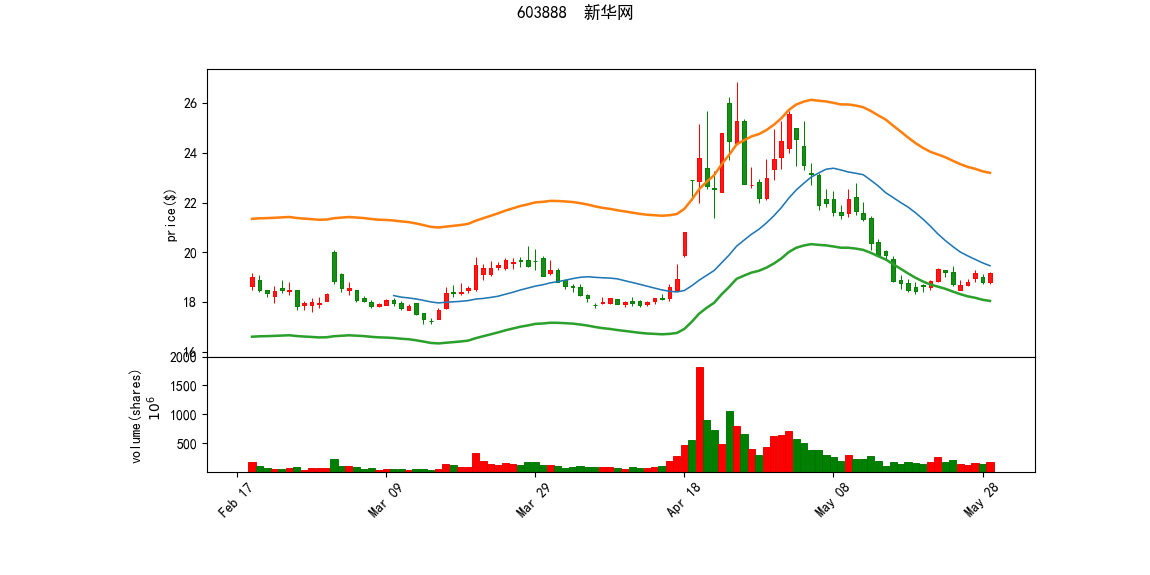 603888  新华网
26
24
22
20
18
16
price($)
2000
1500
1000
500
volume(shares)
10^6
Feb 17
Mar 09
Mar 29
Apr 18
May 08
May 28